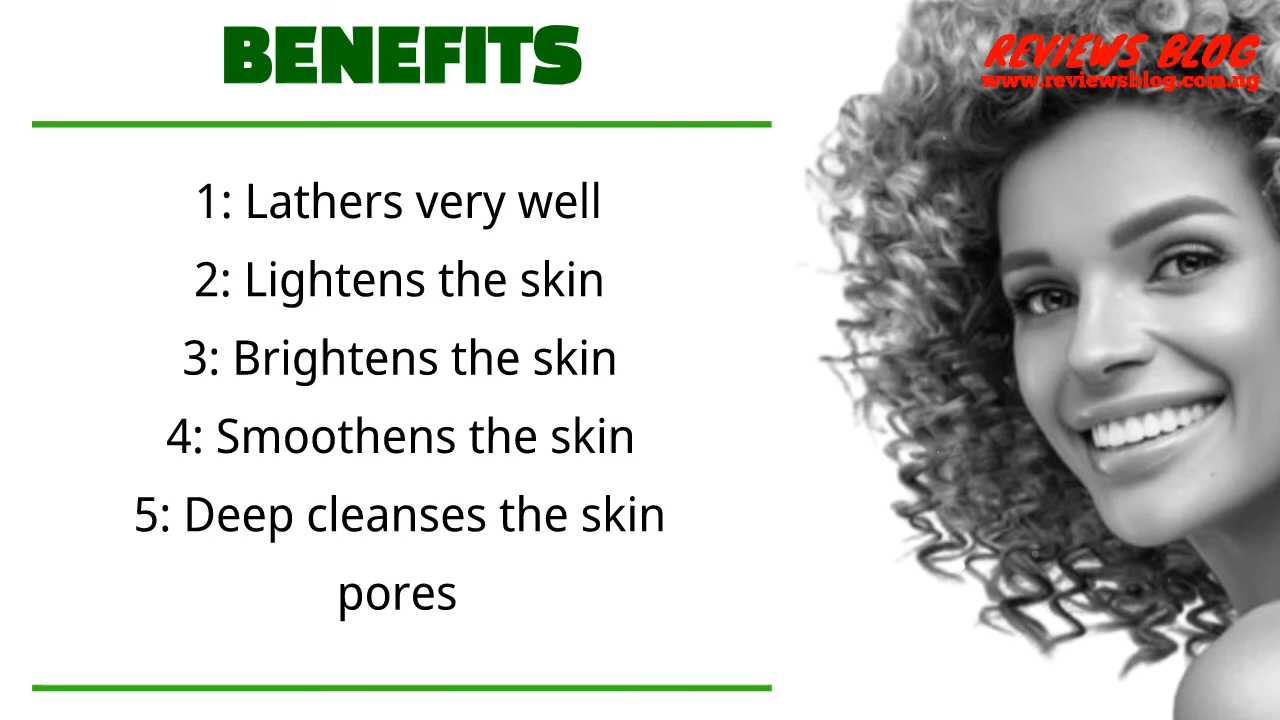 BENEFITS
REVIEWS BLOG
www.reviewsblog.com.ng
1: Lathers very well
2: Lightens the skin
3: Brightens the skin
4: Smoothens the skin
5: Deep cleanses the skin
pores